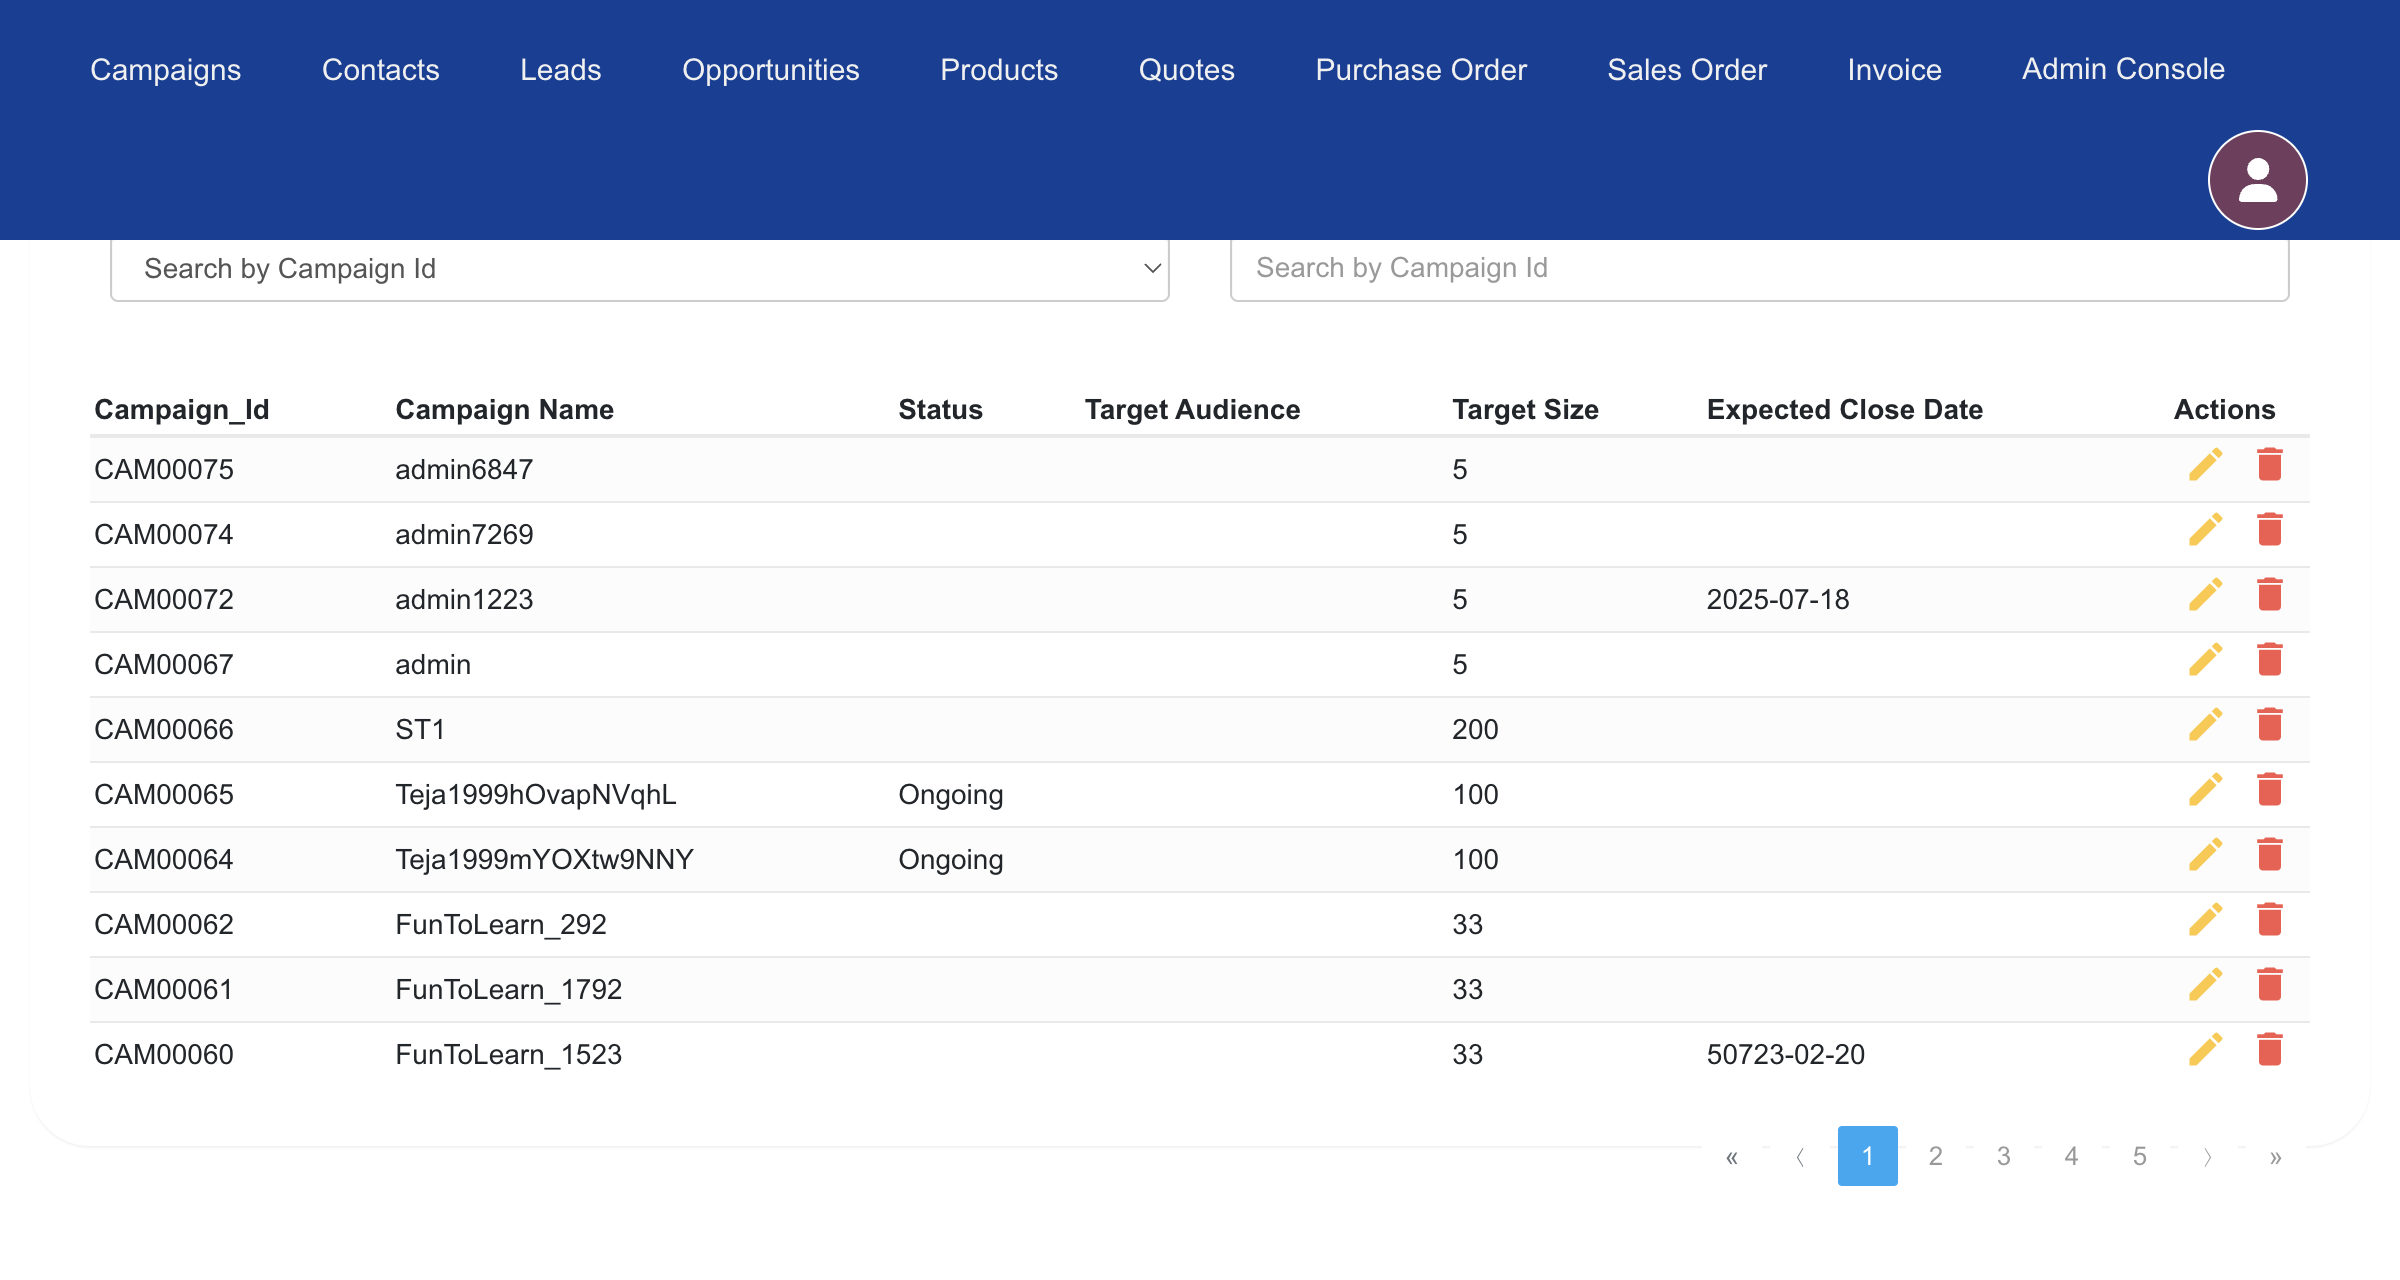 Campaigns Contacts Leads Opportunities Products Quotes Purchase Order Sales Order Invoice Admin Console
Search by Campaign Id Search by Campaign Id
Campaign_Id Campaign Name Status Target Audience Target Size Expected Close Date Actions
CAM00075 admin6847 5
CAM00074 admin7269 5
CAM00072 admin1223 5 2025-07-18
CAM00067 admin 5
CAM00066 ST1 200
CAM00065 Teja1999hOvapNVqhL Ongoing 100
CAM00064 Teja1999mYOXtw9NNY Ongoing 100
CAM00062 FunToLearn_292 33
CAM00061 FunToLearn_1792 33
CAM00060 FunToLearn_1523 33 50723-02-20
« ⟨ 1 2 3 4 5 ⟩ »